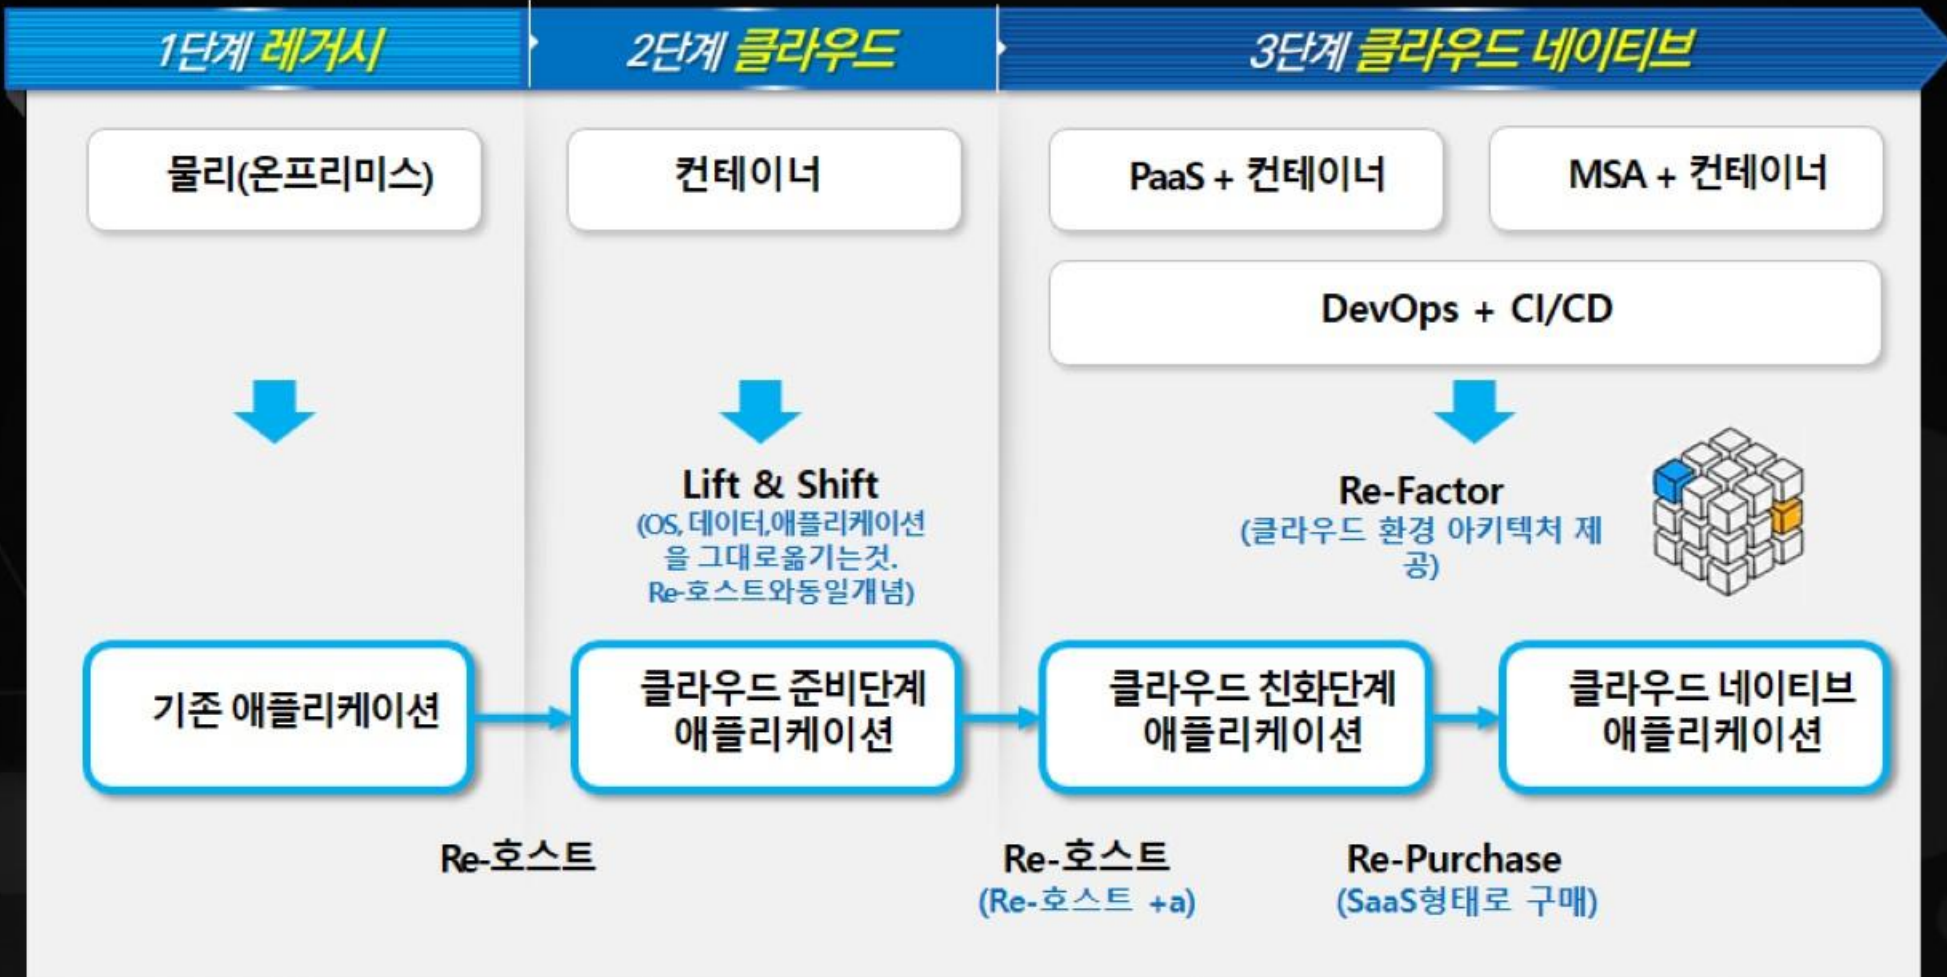 1단계 레거시
2단계 클라우드
3단계 클라우드 네이티브
물리(온프리미스)
컨테이너
PaaS + 컨테이너
MSA + 컨테이너
DevOps + CI/CD
Lift & Shift
(OS, 데이터,애플리케이션
을 그대로옮기는것.
Re-호스트와동일개념)
Re-Factor
(클라우드 환경 아키텍처 제
공)
기존 애플리케이션
클라우드 준비단계
애플리케이션
클라우드 친화단계
애플리케이션
클라우드 네이티브
애플리케이션
Re-호스트
Re-호스트
(Re-호스트 +a)
Re-Purchase
(SaaS형태로 구매)